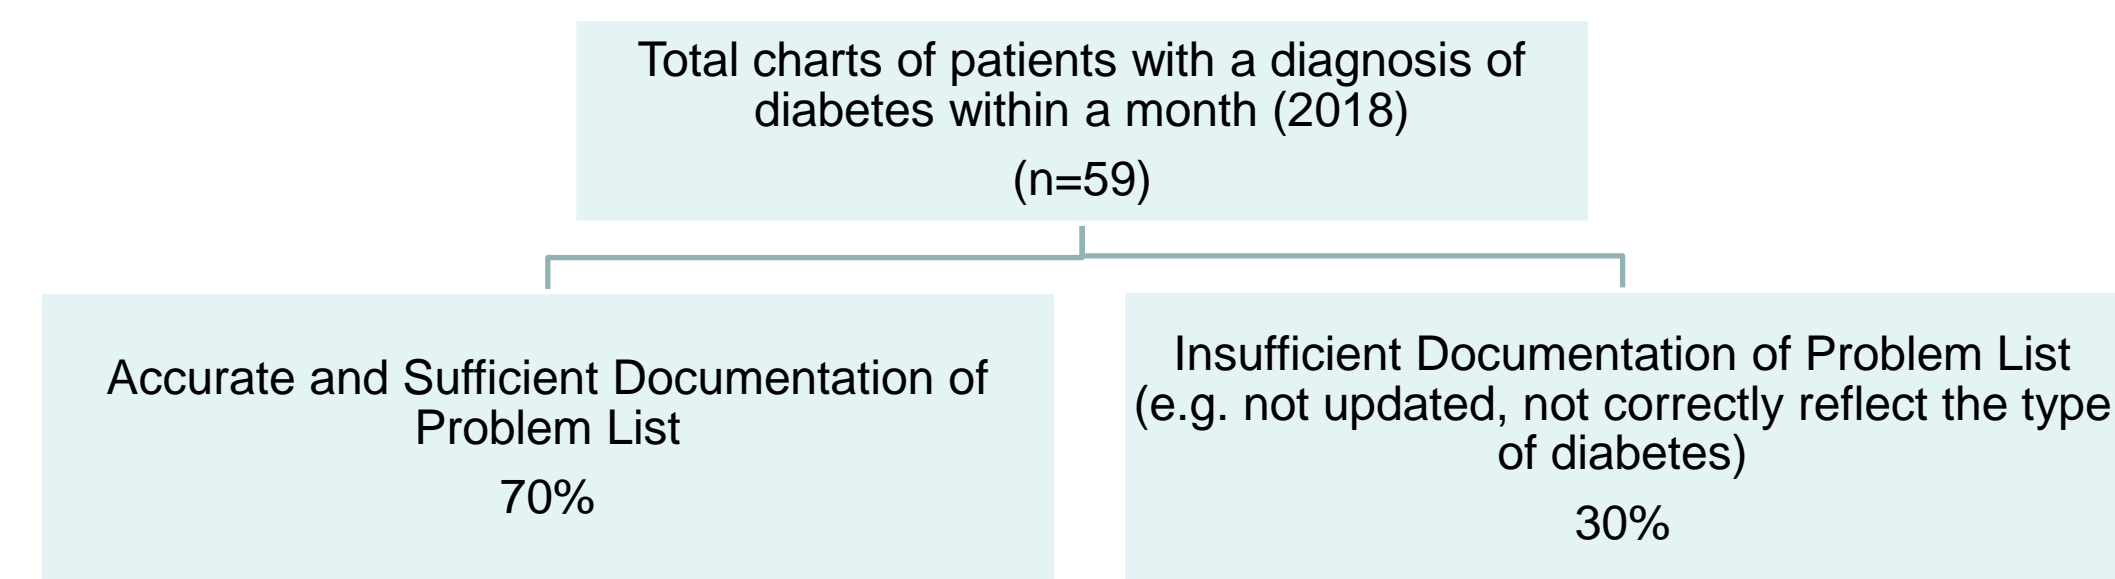 Total charts of patients with a diagnosis of
diabetes within a month (2018)
(n=59)
Accurate and Sufficient Documentation of
Problem List
70%
Insufficient Documentation of Problem List
(e.g. not updated, not correctly reflect the type
of diabetes)
30%